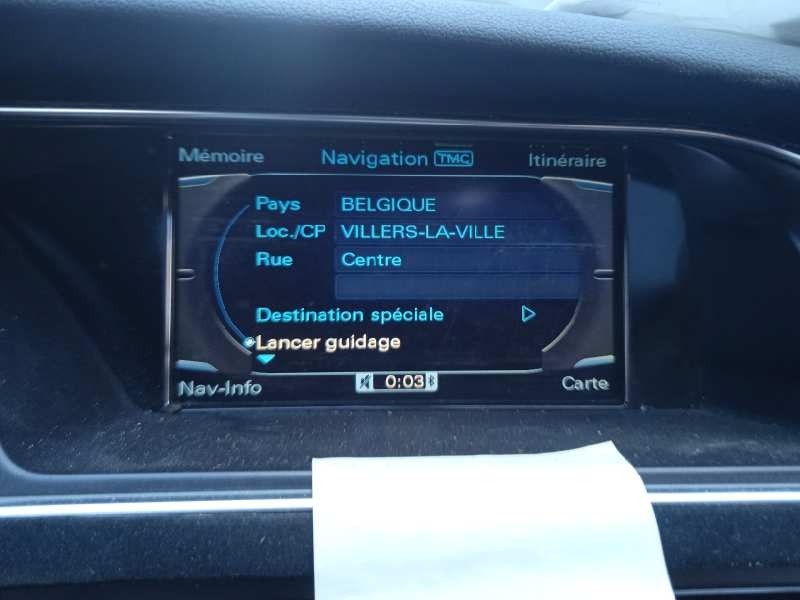 Mémoire Navigation TMC Itinéraire
Pays BELGIQUE
Loc./CP VILLERS-LA-VILLE
Rue Centre
Destination spéciale
Lancer guidage
Nav-Info 0:03 Carte